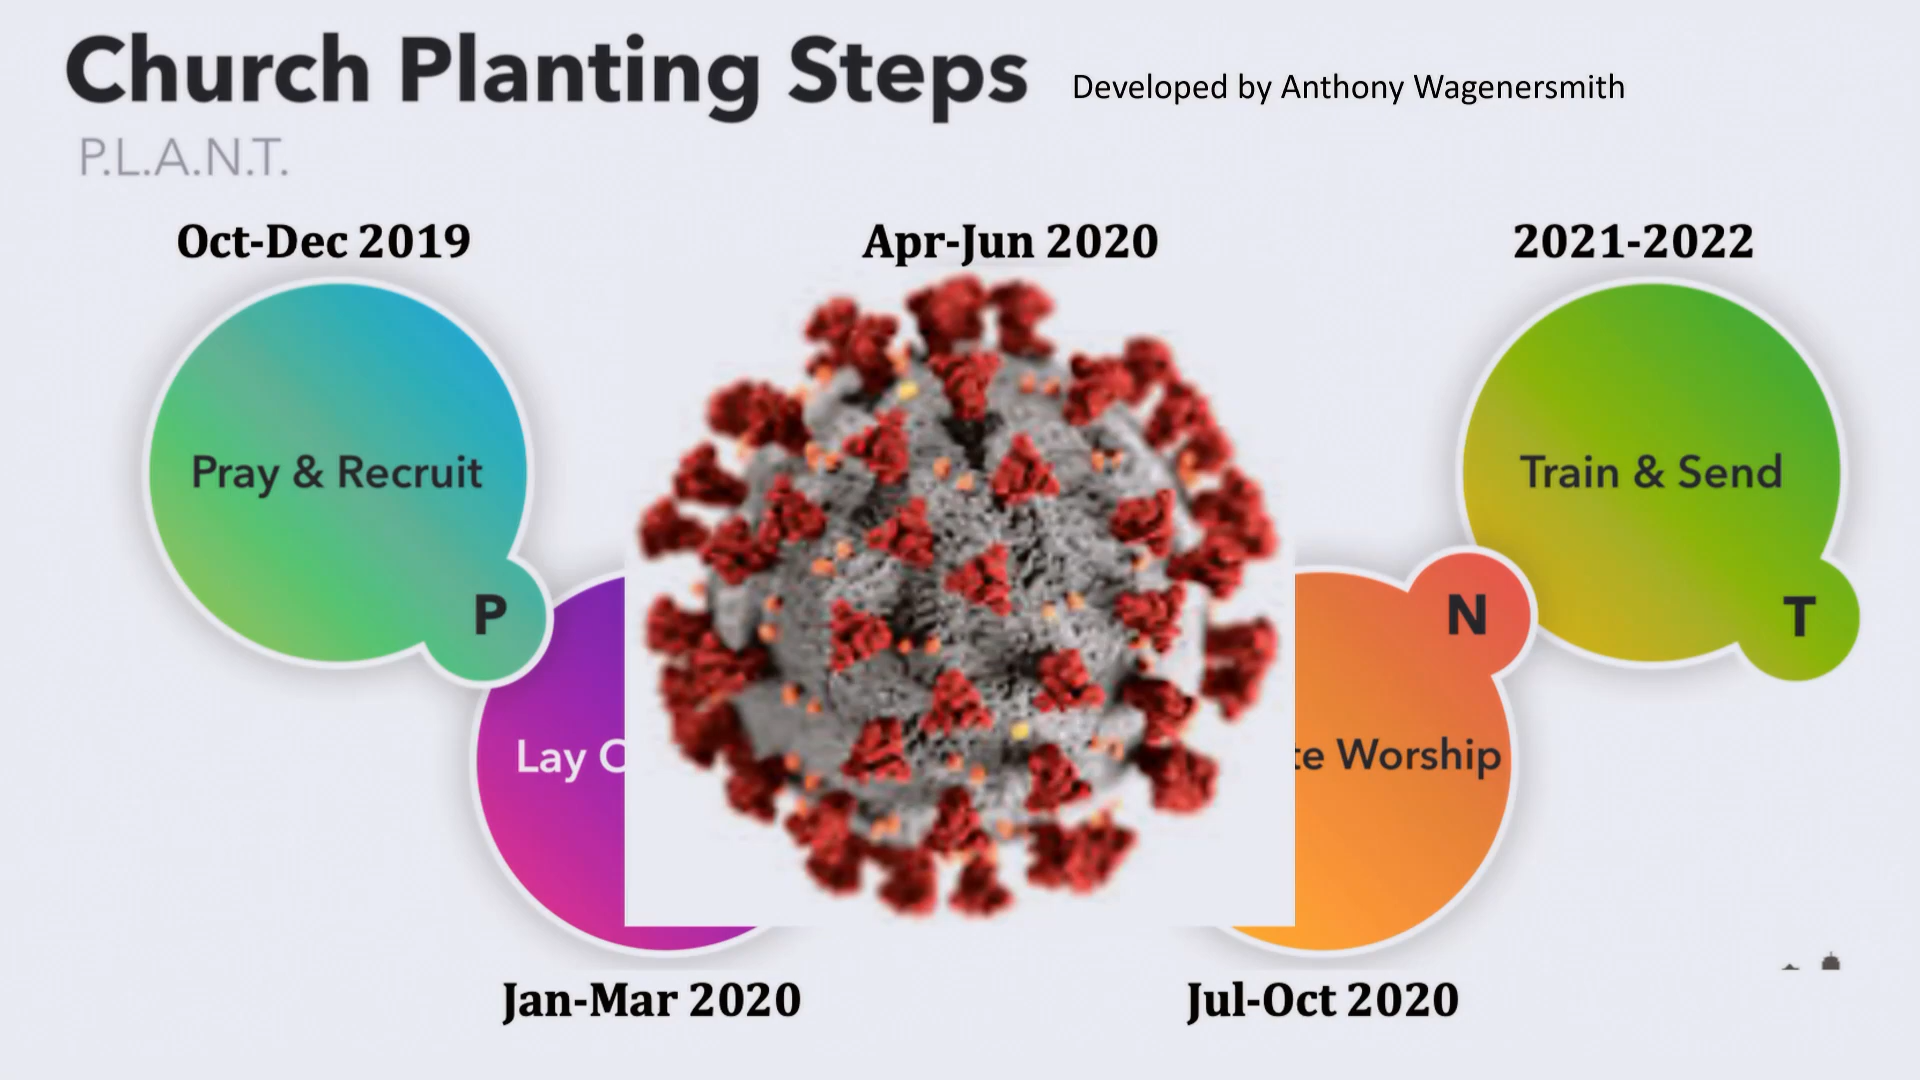 Church Planting Steps
Developed by Anthony Wagenersmith
P.L.A.N.T.
Oct-Dec 2019
Apr-Jun 2020
2021-2022
Pray & Recruit
Train & Send
P
N
T
Lay
Worship
Jan-Mar 2020
Jul-Oct 2020